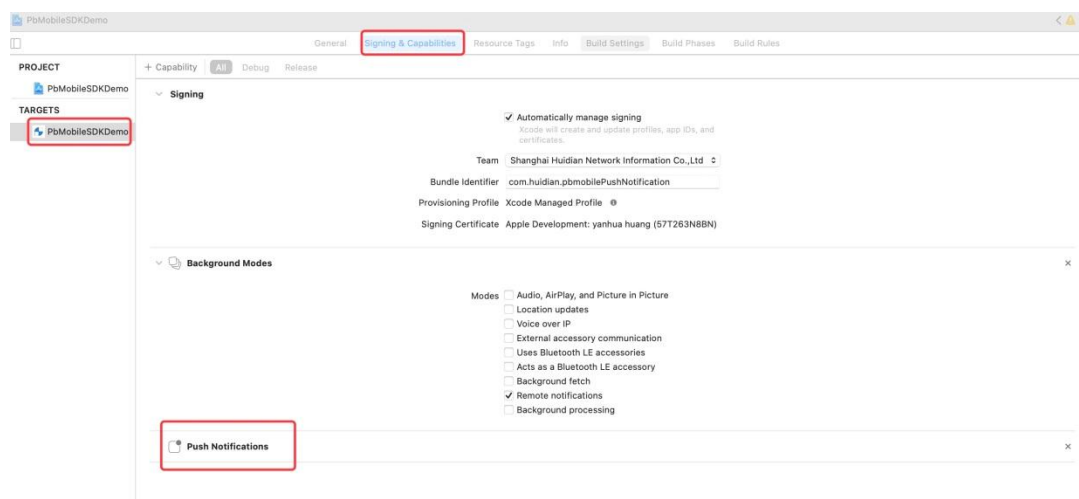 PbMobileSDKDemo
General Signing & Capabilities Resource Tags Info Build Settings Build Phases Build Rules
PROJECT
PbMobileSDKDemo
TARGETS
PbMobileSDKDemo
+ Capability All Debug Release
Signing
Automatically manage signing
Xcode will create and update profiles, app IDs, and
certificates.
Team Shanghai Huidian Network Information Co.,Ltd
Bundle Identifier com.huidian.pbmobilePushNotification
Provisioning Profile Xcode Managed Profile
Signing Certificate Apple Development: yanhua huang (57T263N8BN)
Background Modes
Modes Audio, AirPlay, and Picture in Picture
Location updates
Voice over IP
External accessory communication
Uses Bluetooth LE accessories
Acts as a Bluetooth LE accessory
Background fetch
Remote notifications
Background processing
Push Notifications